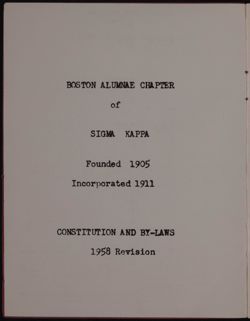 BOSTON ALUMNAE CHAPTER
of
SIGMA KAPPA
Founded 1905
Incorporated 1911
CONSTITUTION AND BY-LAWS
1958 Revision